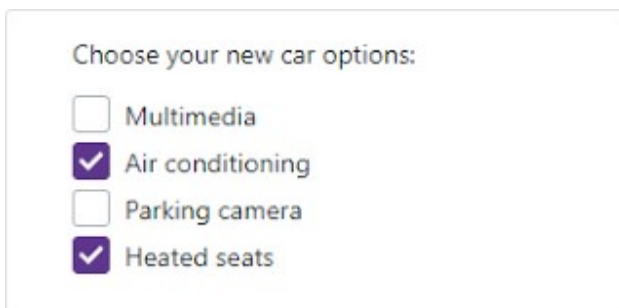 Choose your new car options:
Multimedia
Air conditioning
Parking camera
Heated seats